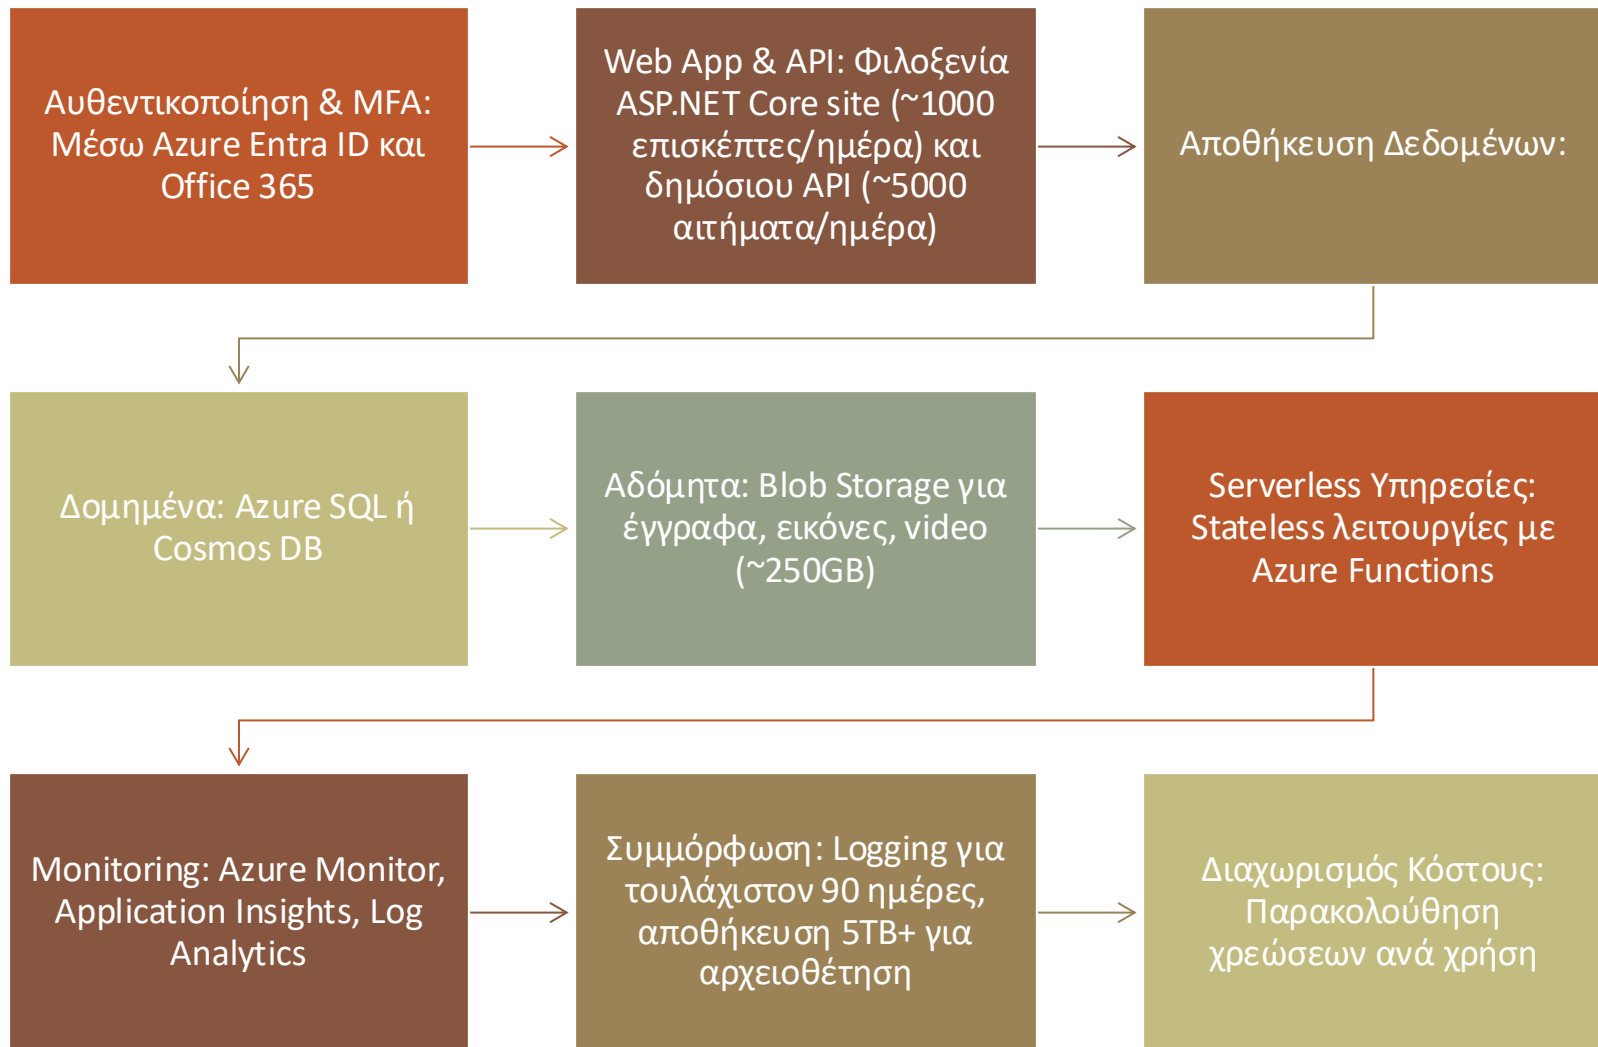 Αυθεντικοποίηση & MFA:
Μέσω Azure Entra ID και
Office 365
Web App & API: Φιλοξενία
ASP.NET Core site (~1000
επισκέπτες/ημέρα) και
δημόσιου API (~5000
αιτήματα/ημέρα)
Αποθήκευση Δεδομένων:
Δομημένα: Azure SQL ή
Cosmos DB
Αδόμητα: Blob Storage για
έγγραφα, εικόνες, video
(~250GB)
Serverless Υπηρεσίες:
Stateless λειτουργίες με
Azure Functions
Monitoring: Azure Monitor,
Application Insights, Log
Analytics
Συμμόρφωση: Logging για
τουλάχιστον 90 ημέρες,
αποθήκευση 5TB+ για
αρχειοθέτηση
Διαχωρισμός Κόστους:
Παρακολούθηση
χρεώσεων ανά χρήση